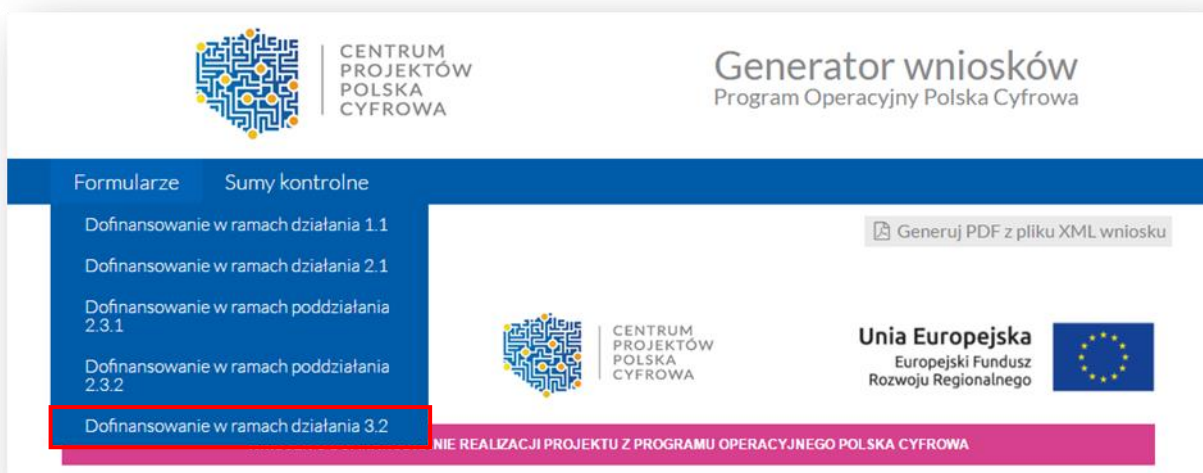 CENTRUM
PROJEKTÓW
POLSKA
CYFROWA
Generator wniosków
Program Operacyjny Polska Cyfrowa
Formularze
Sumy kontrolne
Dofinansowanie w ramach działania 1.1
Dofinansowanie w ramach działania 2.1
Dofinansowanie w ramach poddziałania
2.3.1
Dofinansowanie w ramach poddziałania
2.3.2
Dofinansowanie w ramach działania 3.2
Generuj PDF z pliku XML wniosku
CENTRUM
PROJEKTÓW
POLSKA
CYFROWA
Unia Europejska
Europejski Fundusz
Rozwoju Regionalnego
REALIZACJI PROJEKTU Z PROGRAMU OPERACYJNEGO POLSKA CYFROWA